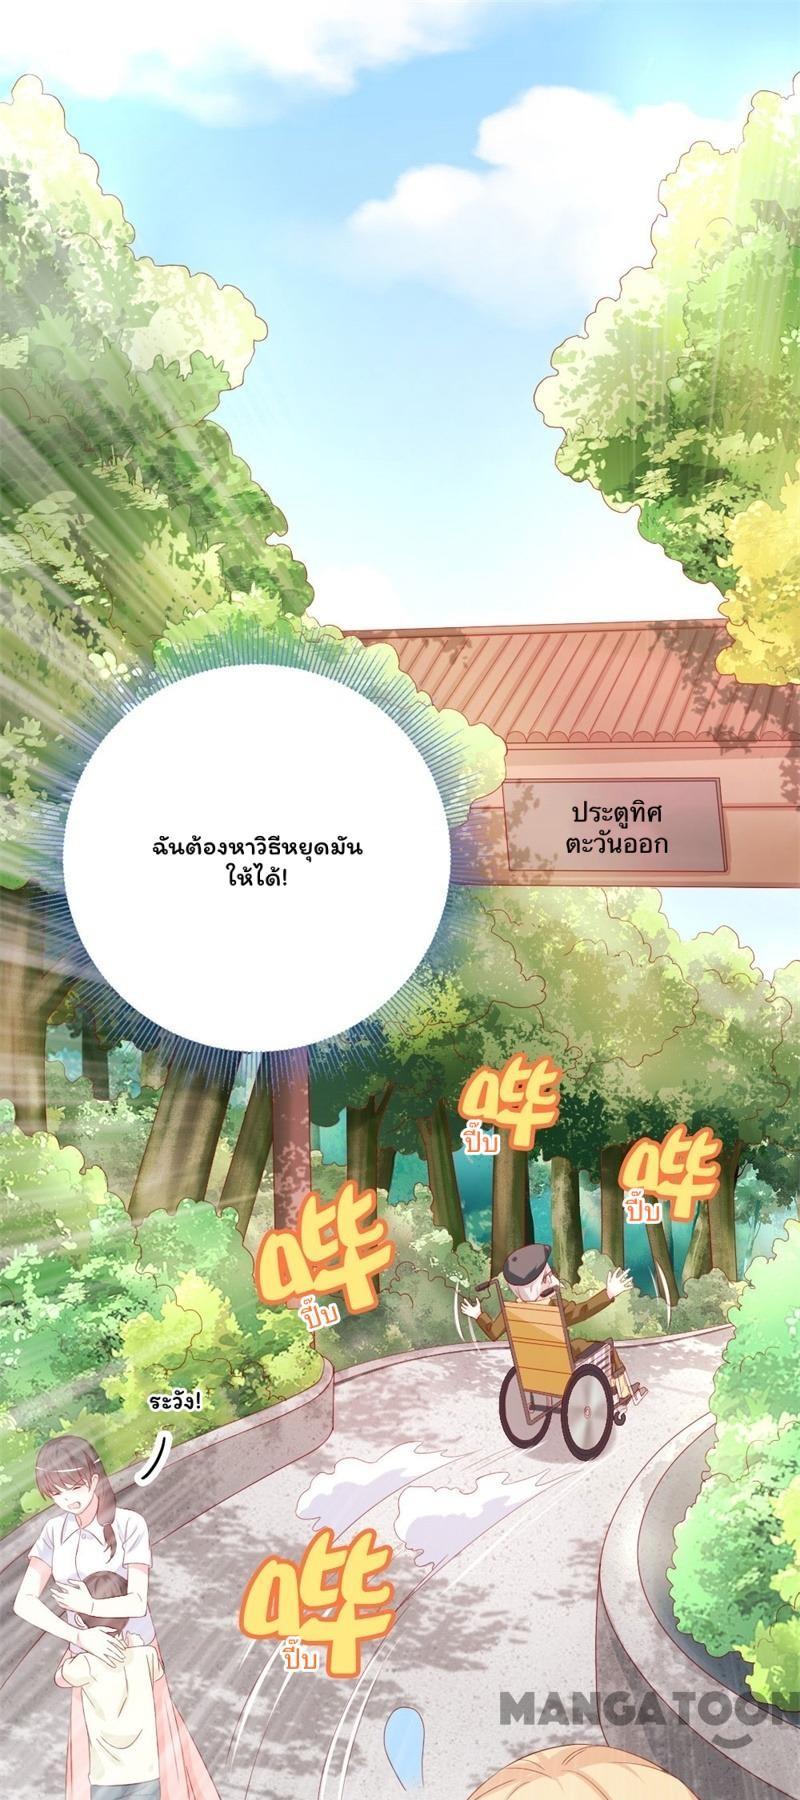 ประตูทิศ
ตะวันออก
ฉันต้องหาวิธีหยุดมัน
ให้ได้!
哔
ปี๊บ
哔
ปี๊บ
哔
ปี๊บ
ระวัง!
哔
ปี๊บ
MANGATOON